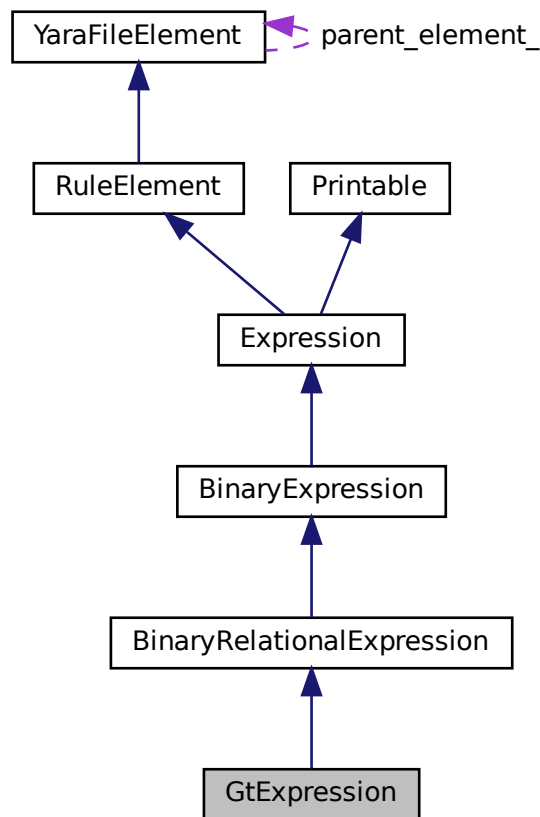 YaraFileElement
parent_element_
RuleElement
Printable
Expression
BinaryExpression
BinaryRelationalExpression
GtExpression